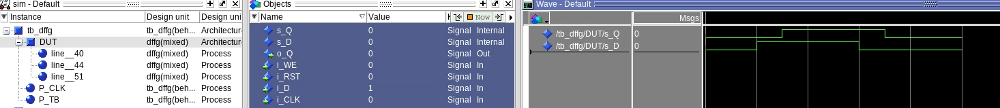 sim - Default
Instance Design unit Design uni
tb_dffg tb_dffg(beh... Architectur
DUT dffg(mixed) Architectur
line__40 dffg(mixed) Process
line__44 dffg(mixed) Process
line__51 dffg(mixed) Process
P_CLK tb_dffg(beh... Process
P_TB tb_dffg(beh... Process
Objects
Name Value Now
s_Q 0 Signal Internal
s_D 0 Signal Internal
o_Q 0 Signal Out
i_WE 0 Signal In
i_RST 0 Signal In
i_D 1 Signal In
i_CLK 0 Signal In
Wave - Default
Msgs
/tb_dffg/DUT/s_Q 0
/tb_dffg/DUT/s_D 0